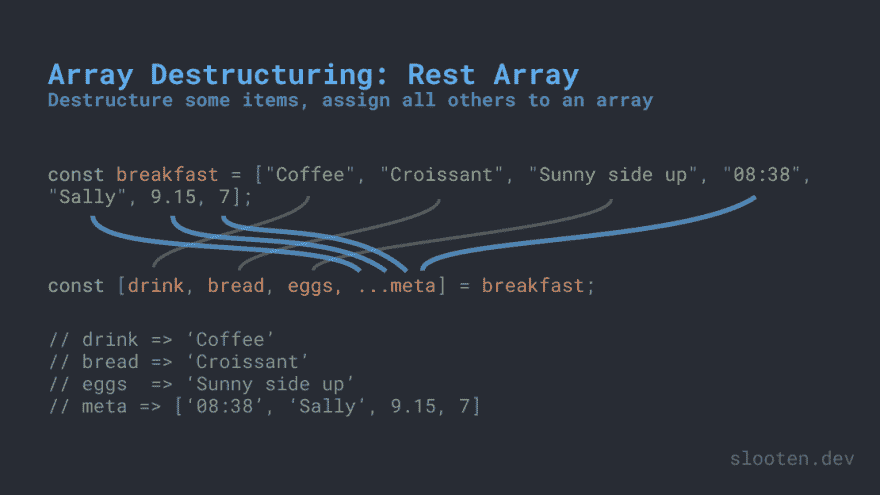 Array Destructuring: Rest Array
Destructure some items, assign all others to an array
const breakfast = ["Coffee", "Croissant", "Sunny side up", "08:38",
"Sally", 9.15, 7];
const [drink, bread, eggs, ...meta] = breakfast;
// drink => ‘Coffee’
// bread => ‘Croissant’
// eggs  => ‘Sunny side up’
// meta => [‘08:38’, ‘Sally’, 9.15, 7]
slooten.dev